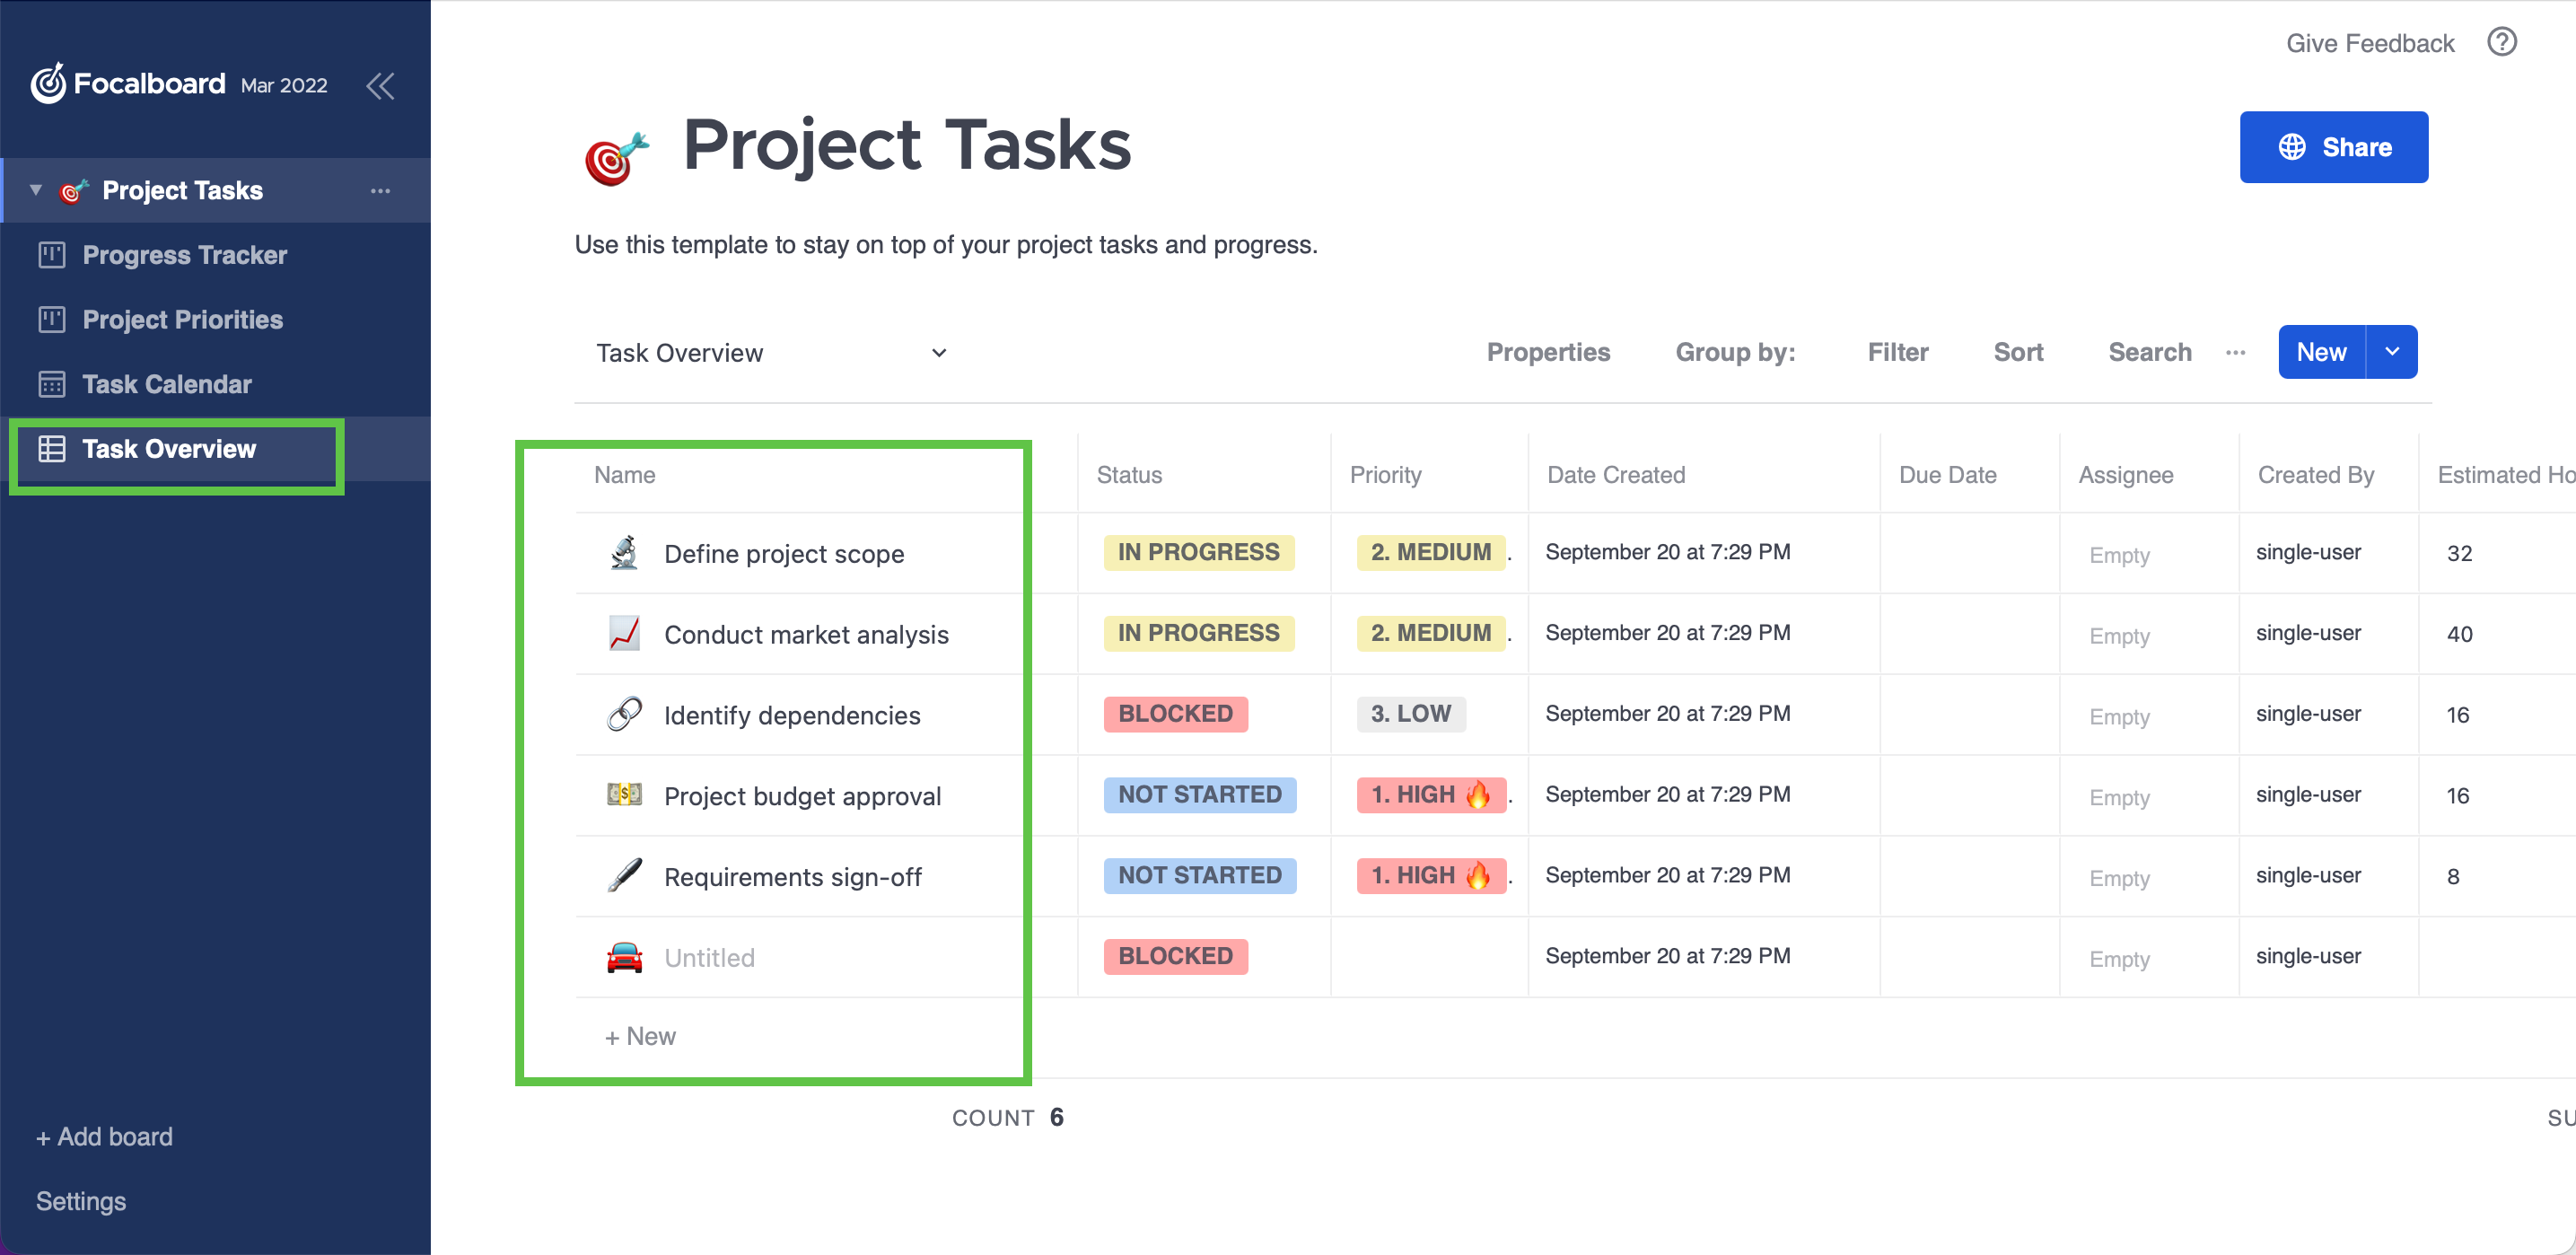 Focalboard Mar 2022
Project Tasks
Progress Tracker
Project Priorities
Task Calendar
Task Overview
+ Add board
Settings
Give Feedback
Project Tasks
Share
Use this template to stay on top of your project tasks and progress.
Task Overview Properties Group by: Filter Sort Search ... New
Name Status Priority Date Created Due Date Assignee Created By Estimated Ho
Define project scope IN PROGRESS 2. MEDIUM . September 20 at 7:29 PM Empty single-user 32
Conduct market analysis IN PROGRESS 2. MEDIUM . September 20 at 7:29 PM Empty single-user 40
Identify dependencies BLOCKED 3. LOW September 20 at 7:29 PM Empty single-user 16
Project budget approval NOT STARTED 1. HIGH 🔥 . September 20 at 7:29 PM Empty single-user 16
Requirements sign-off NOT STARTED 1. HIGH 🔥 . September 20 at 7:29 PM Empty single-user 8
Untitled BLOCKED September 20 at 7:29 PM Empty single-user
+ New
COUNT 6 SU